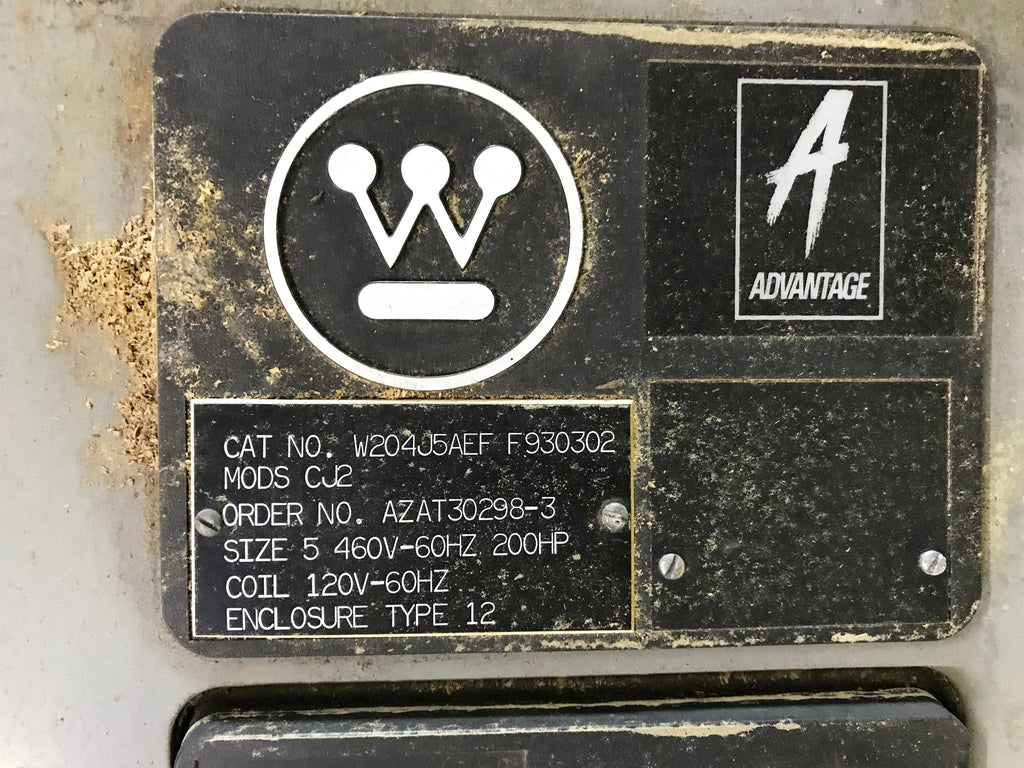 A
ADVANTAGE
CAT NO. W204J5AEF F930302
MODS CJ2
ORDER NO. AZAT30298-3
SIZE 5 460V-60HZ 200HP
COIL 120V-60HZ
ENCLOSURE TYPE 12